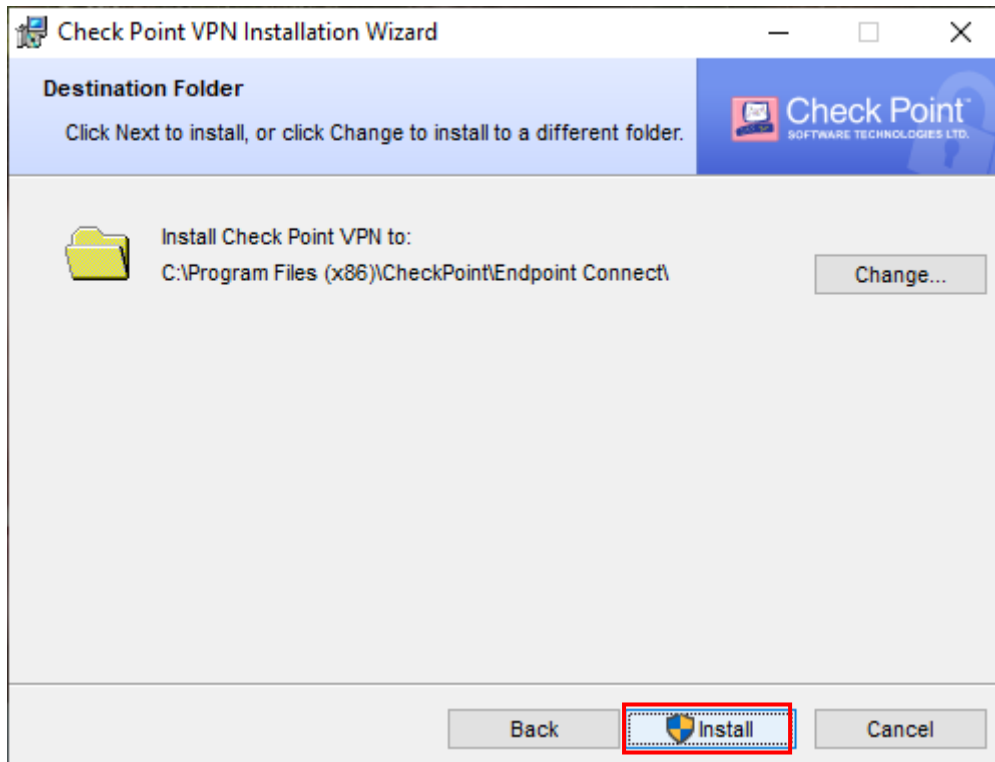 Check Point VPN Installation Wizard
Destination Folder
Click Next to install, or click Change to install to a different folder.
Check Point™
SOFTWARE TECHNOLOGIES LTD.
Install Check Point VPN to:
C:\Program Files (x86)\CheckPoint\Endpoint Connect\
Change...
Back
Install
Cancel